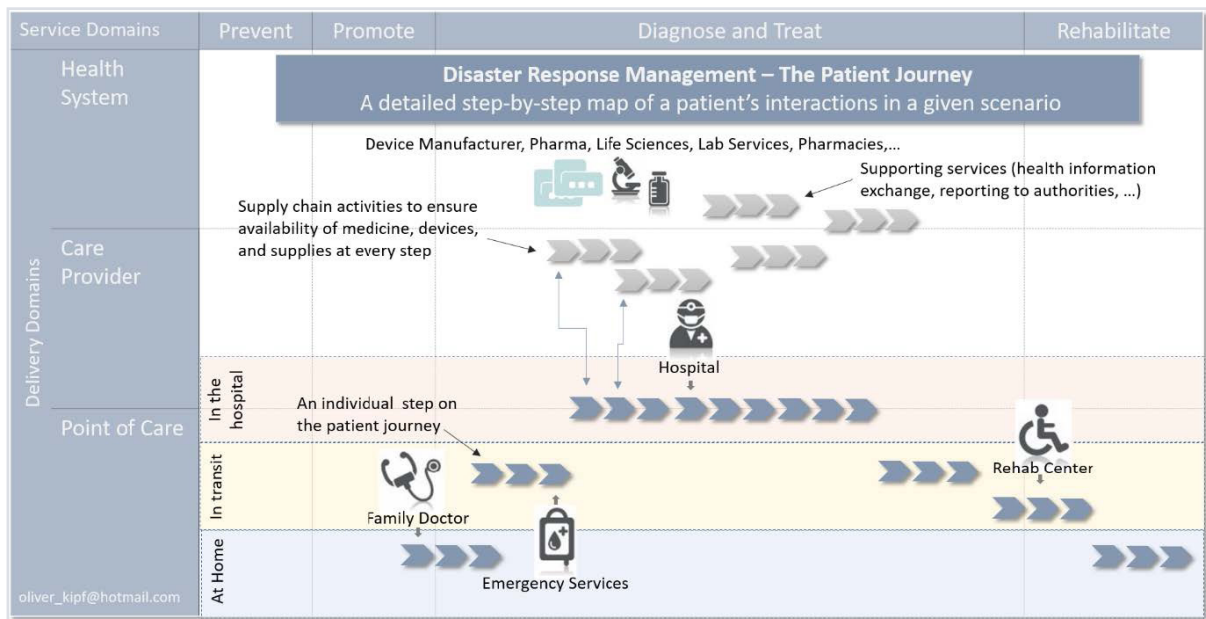 Service Domains
Prevent
Promote
Diagnose and Treat
Rehabilitate
Delivery Domains
Health
System
Disaster Response Management – The Patient Journey
A detailed step-by-step map of a patient's interactions in a given scenario
Device Manufacturer, Pharma, Life Sciences, Lab Services, Pharmacies,...
Supporting services (health information
exchange, reporting to authorities, ...)
Supply chain activities to ensure
availability of medicine, devices,
and supplies at every step
Care
Provider
Hospital
In the
hospital
An individual step on
the patient journey
Point of Care
In transit
Family Doctor
Rehab Center
At Home
Emergency Services
oliver_kipf@hotmail.com